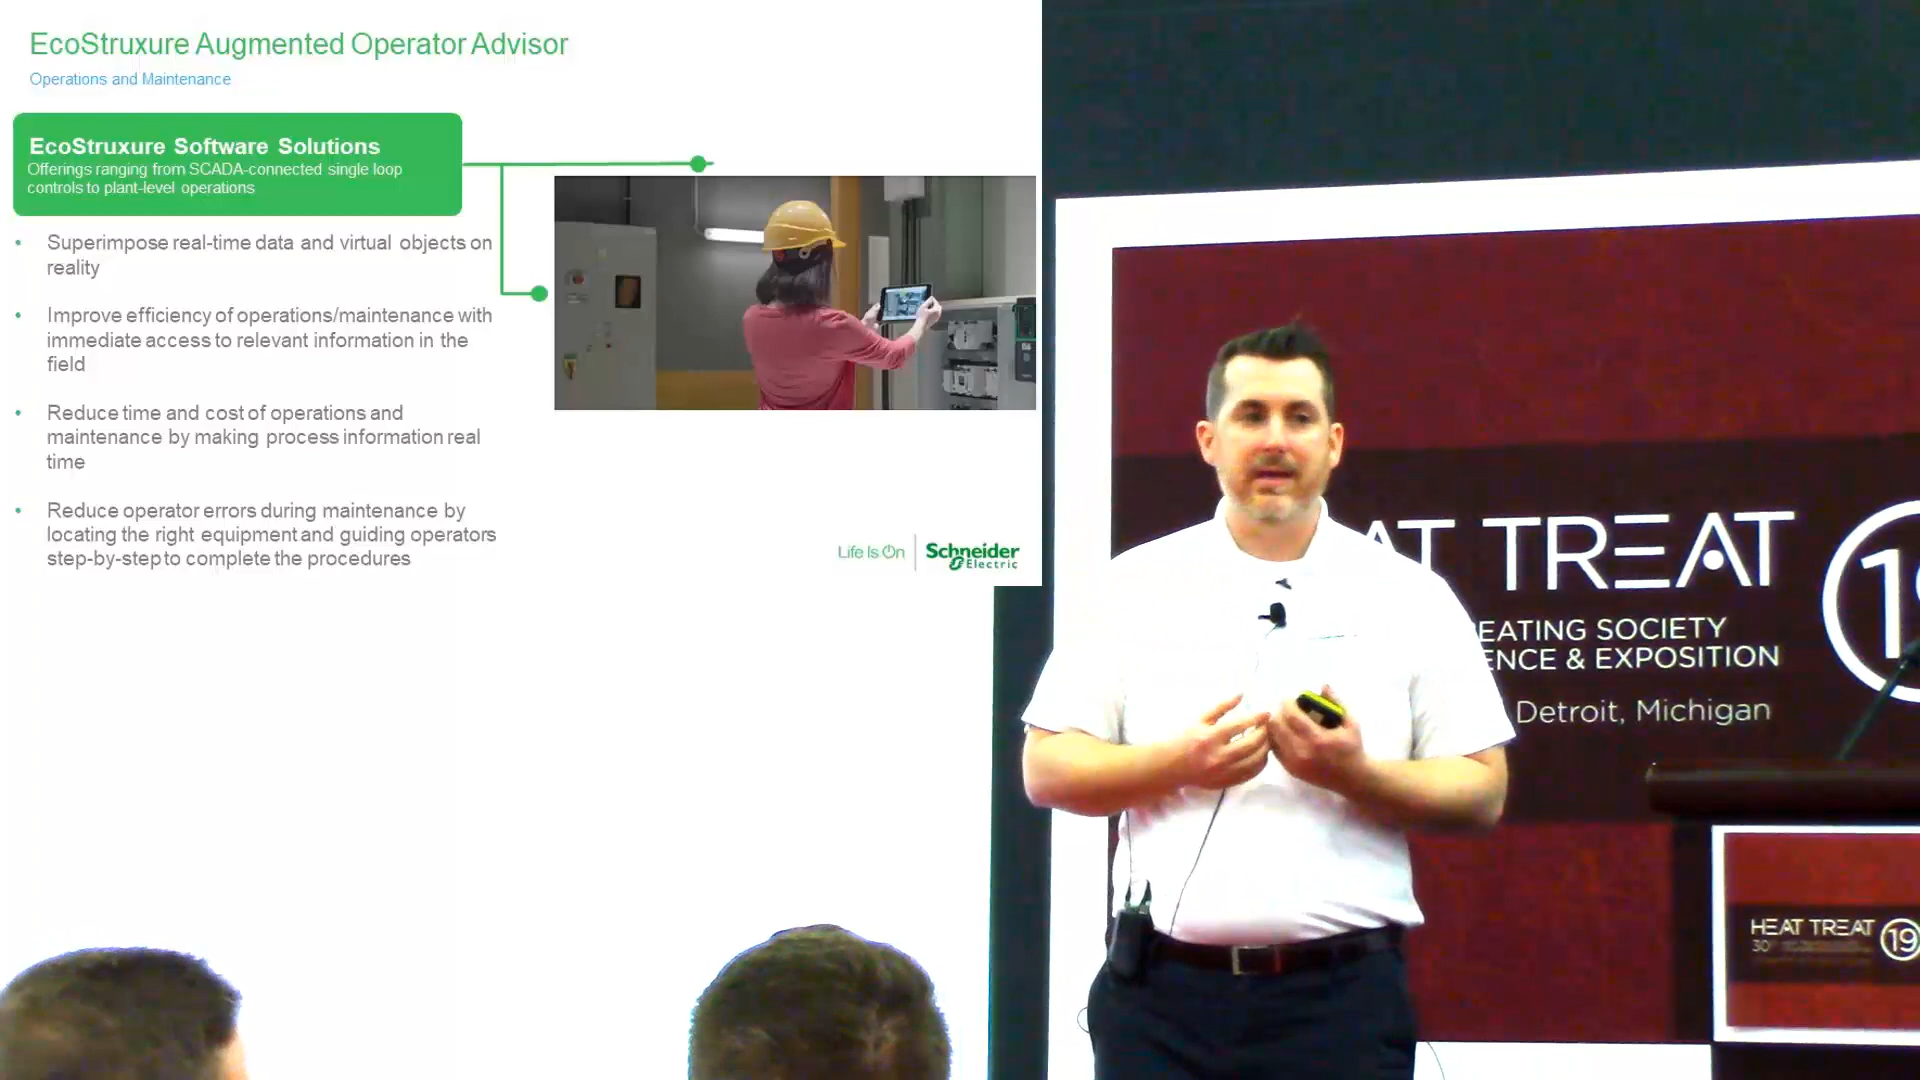 EcoStruxure Augmented Operator Advisor
Operations and Maintenance
EcoStruxure Software Solutions
Offerings ranging from SCADA-connected single loop
controls to plant-level operations
• Superimpose real-time data and virtual objects on
reality
• Improve efficiency of operations/maintenance with
immediate access to relevant information in the
field
• Reduce time and cost of operations and
maintenance by making process information real
time
• Reduce operator errors during maintenance by
locating the right equipment and guiding operators
step-by-step to complete the procedures
Life Is On
Schneider
Electric
AT TREAT
EATING SOCIETY
ENCE & EXPOSITION
Detroit, Michigan
HEAT TREAT 19